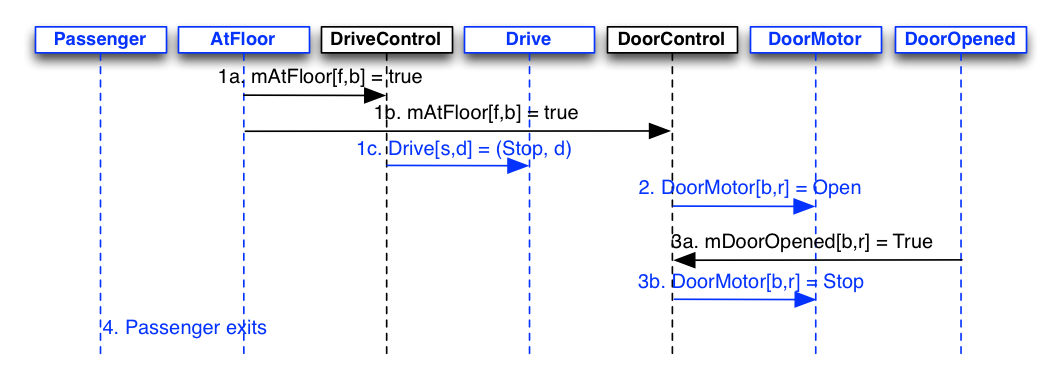 Passenger AtFloor DriveControl Drive DoorControl DoorMotor DoorOpened
1a. mAtFloor[f,b] = true
1b. mAtFloor[f,b] = true
1c. Drive[s,d] = (Stop, d)
2. DoorMotor[b,r] = Open
3a. mDoorOpened[b,r] = True
3b. DoorMotor[b,r] = Stop
4. Passenger exits